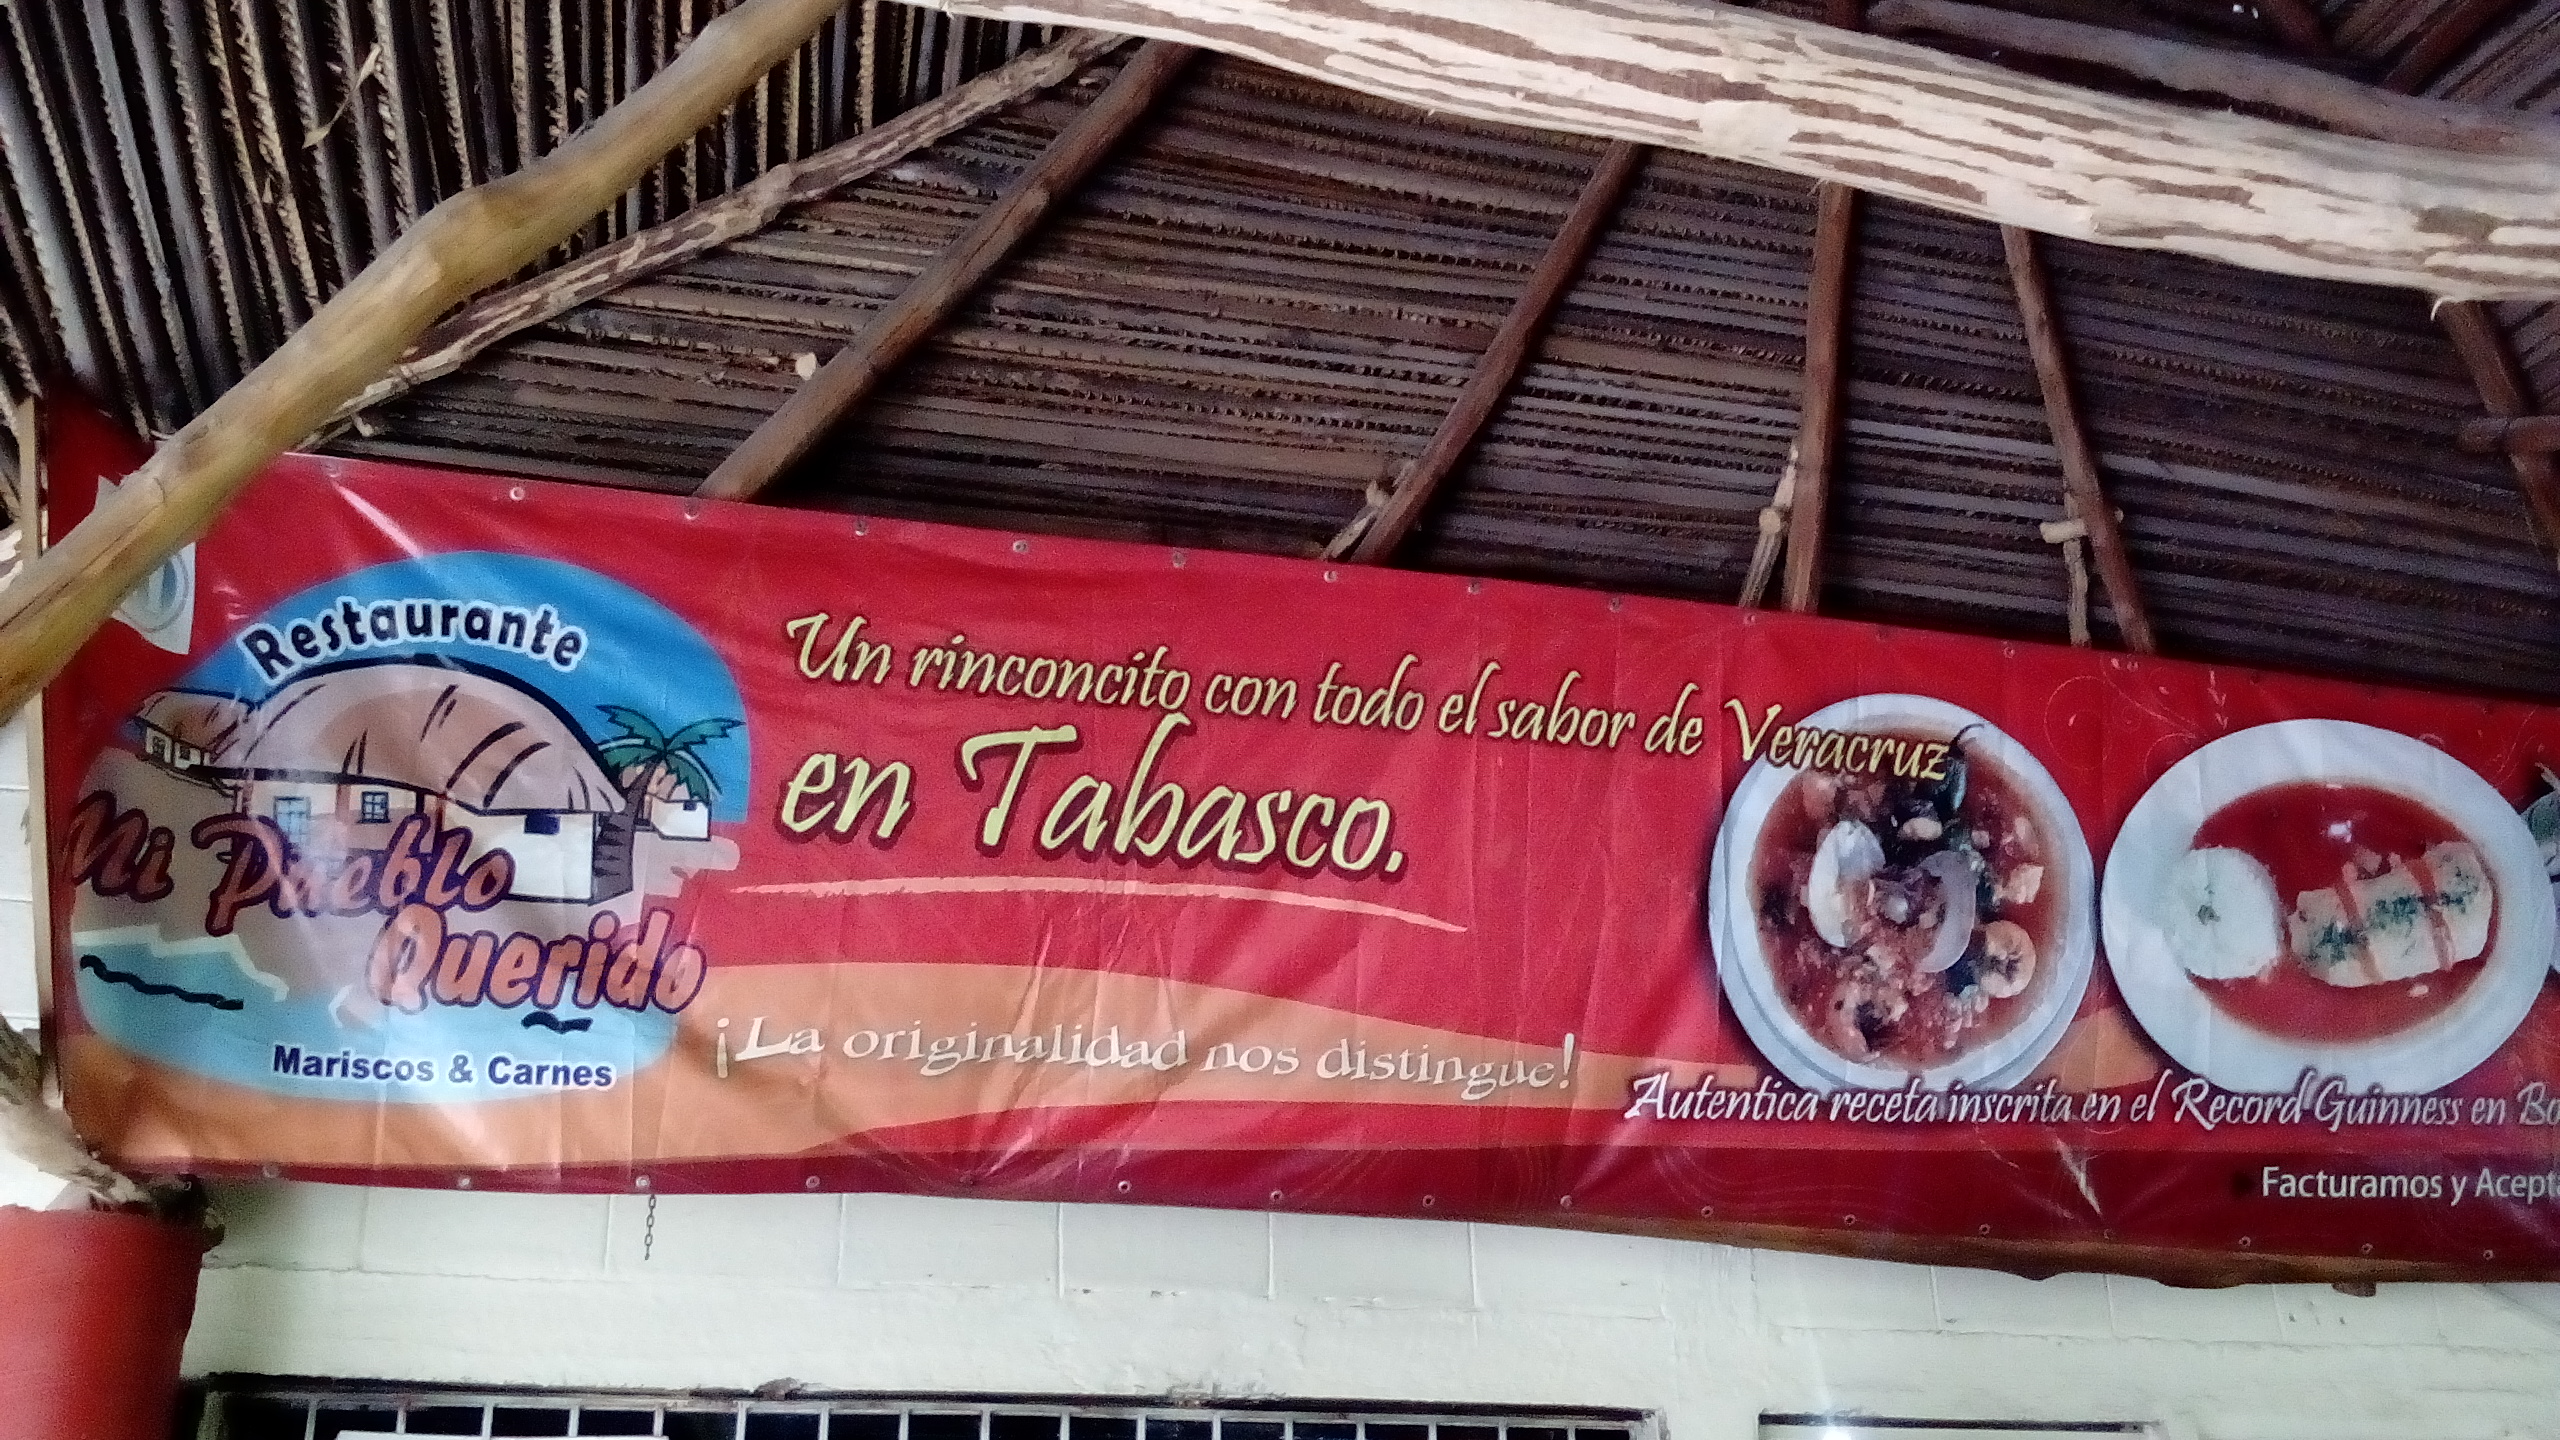 Restaurante
Mi Pueblo
Querido
Mariscos & Carnes
Un rinconcito con todo el sabor de Veracruz
en Tabasco.
¡La originalidad nos distingue!
Autentica receta inscrita en el Record Guinness en
Facturamos y